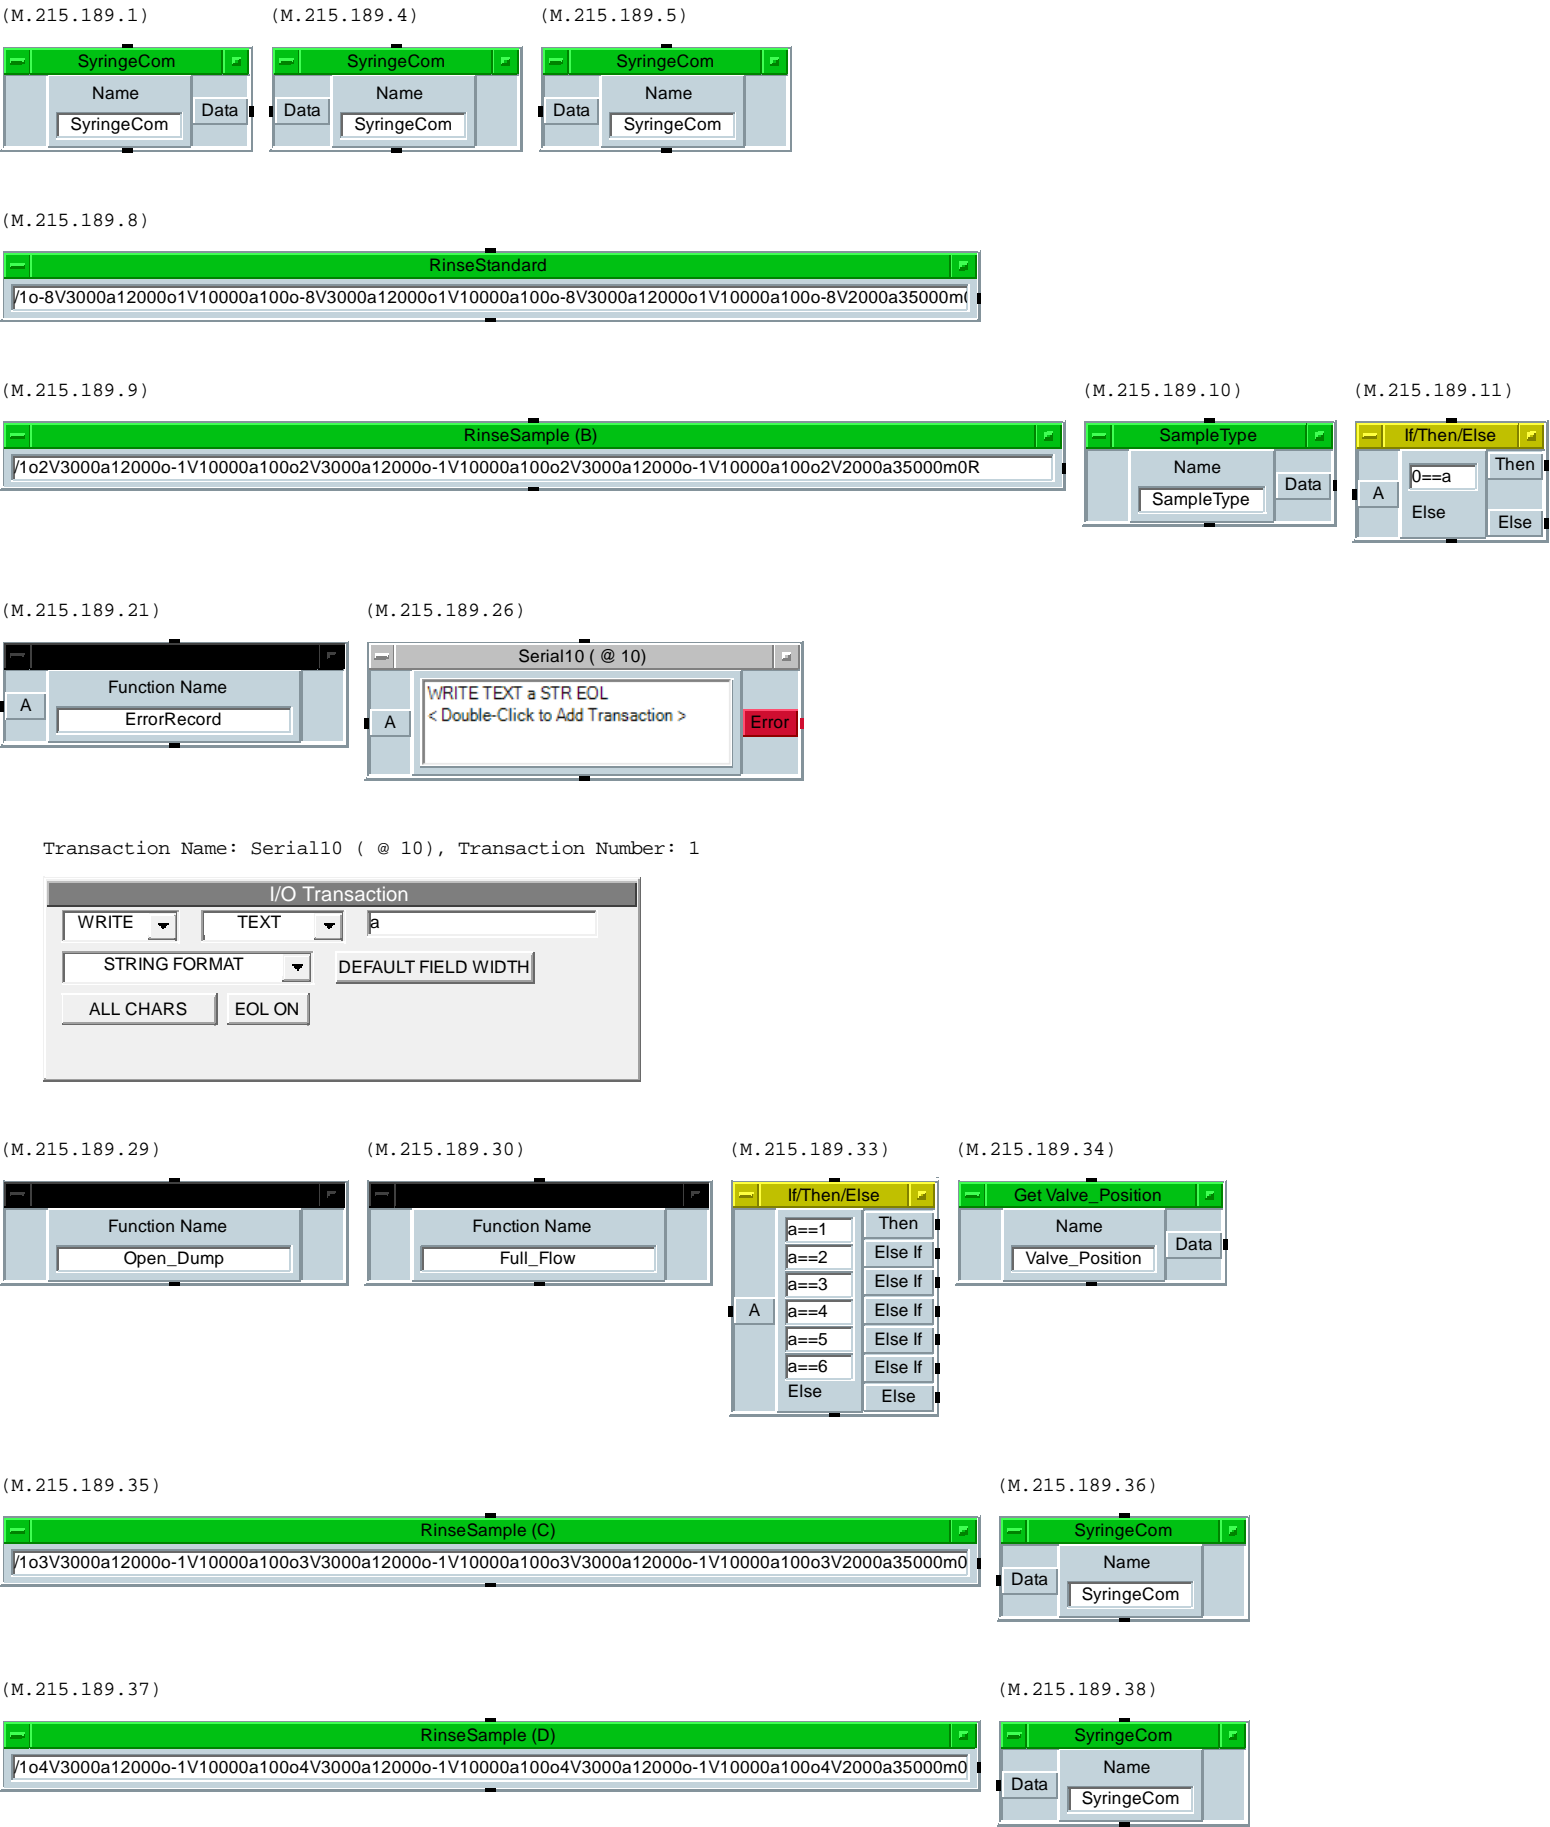 (M.215.189.1) (M.215.189.4) (M.215.189.5)
SyringeCom SyringeCom SyringeCom
Name Name Name
Data Data Data
SyringeCom SyringeCom SyringeCom
(M.215.189.8)
RinseStandard
/1o-8V3000a12000o1V10000a100o-8V3000a12000o1V10000a100o-8V3000a12000o1V10000a100o-8V2000a35000m0
(M.215.189.9) (M.215.189.10) (M.215.189.11)
RinseSample (B) SampleType If/Then/Else
/1o2V3000a12000o-1V10000a100o2V3000a12000o-1V10000a100o2V3000a12000o-1V10000a100o2V2000a35000m0R Name Then
Data 0==a
A SampleType
Else Else
(M.215.189.21) (M.215.189.26)
Serial10 ( @ 10)
Function Name WRITE TEXT a STR EOL
A ErrorRecord A < Double-Click to Add Transaction > Error
Transaction Name: Serial10 ( @ 10), Transaction Number: 1
I/O Transaction
WRITE TEXT a
STRING FORMAT DEFAULT FIELD WIDTH
ALL CHARS EOL ON
(M.215.189.29) (M.215.189.30) (M.215.189.33) (M.215.189.34)
If/Then/Else Get Valve_Position
Function Name Function Name a==1 Then Name
Data
Open_Dump Full_Flow a==2 Else If Valve_Position
a==3 Else If
A a==4 Else If
a==5 Else If
a==6 Else If
Else Else
(M.215.189.35) (M.215.189.36)
RinseSample (C) SyringeCom
/1o3V3000a12000o-1V10000a100o3V3000a12000o-1V10000a100o3V3000a12000o-1V10000a100o3V2000a35000m0 Name
Data
SyringeCom
(M.215.189.37) (M.215.189.38)
RinseSample (D) SyringeCom
/1o4V3000a12000o-1V10000a100o4V3000a12000o-1V10000a100o4V3000a12000o-1V10000a100o4V2000a35000m0 Name
Data
SyringeCom